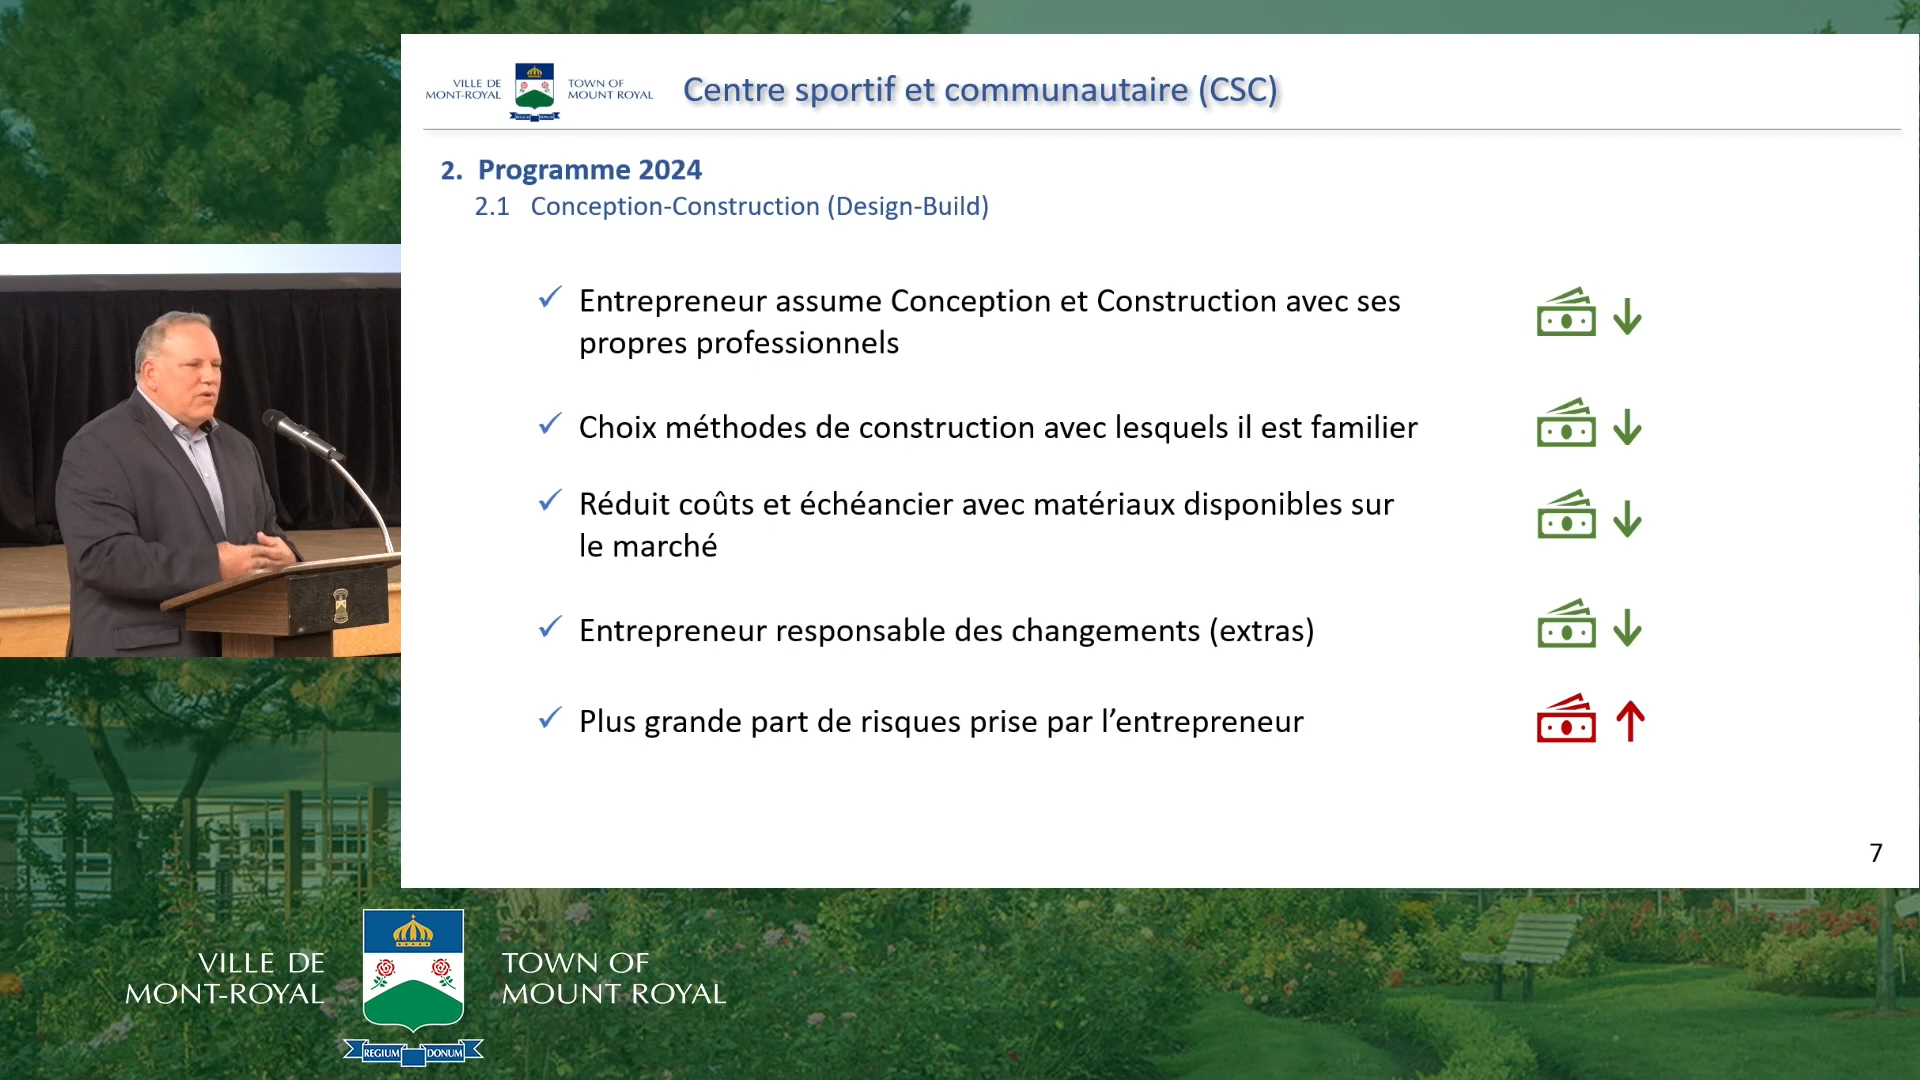 VILLE DE
MONT-ROYAL
TOWN OF
MOUNT ROYAL
Centre sportif et communautaire (CSC)
2. Programme 2024
2.1 Conception-Construction (Design-Build)
✓ Entrepreneur assume Conception et Construction avec ses
propres professionnels
✓ Choix méthodes de construction avec lesquels il est familier
✓ Réduit coûts et échéancier avec matériaux disponibles sur
le marché
✓ Entrepreneur responsable des changements (extras)
✓ Plus grande part de risques prise par l’entrepreneur
7
VILLE DE
MONT-ROYAL
TOWN OF
MOUNT ROYAL
REGIUM DONUM